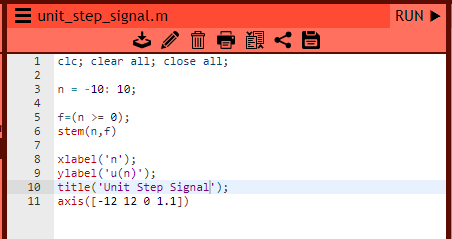 unit_step_signal.m RUN
1 clc; clear all; close all;
2
3 n = -10: 10;
4
5 f=(n >= 0);
6 stem(n,f)
7
8 xlabel('n');
9 ylabel('u(n)');
10 title('Unit Step Signal');
11 axis([-12 12 0 1.1])